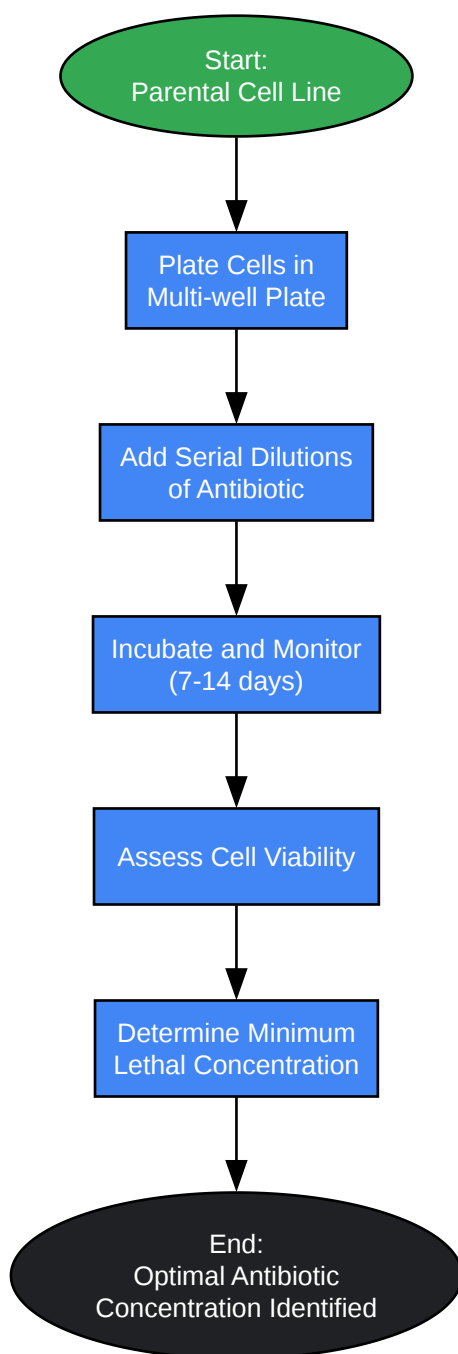 Start:
Parental Cell Line
Plate Cells in
Multi-well Plate
Add Serial Dilutions
of Antibiotic
Incubate and Monitor
(7-14 days)
Assess Cell Viability
Determine Minimum
Lethal Concentration
End:
Optimal Antibiotic
Concentration Identified